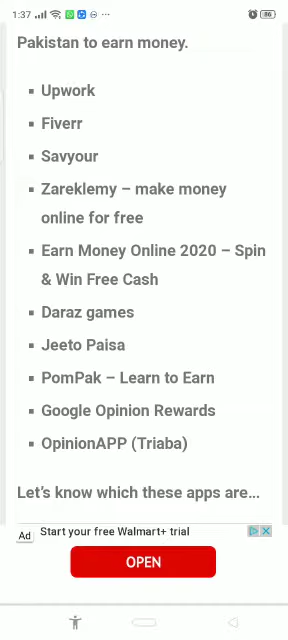 1:37
86
Pakistan to earn money.
▪ Upwork
▪ Fiverr
▪ Savyour
▪ Zareklemy – make money
online for free
▪ Earn Money Online 2020 – Spin
& Win Free Cash
▪ Daraz games
▪ Jeeto Paisa
▪ PomPak – Learn to Earn
▪ Google Opinion Rewards
▪ OpinionAPP (Triaba)
Let's know which these apps are...
Ad Start your free Walmart+ trial
OPEN